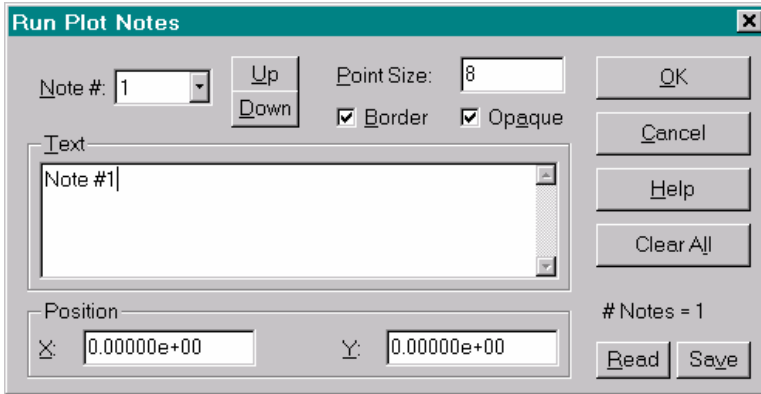 Run Plot Notes
Note #: 1
Up
Down
Point Size: 8
Border
Opaque
OK
Cancel
Help
Clear All
Text
Note #1
Position
X: 0.00000e+00
Y: 0.00000e+00
# Notes = 1
Read
Save